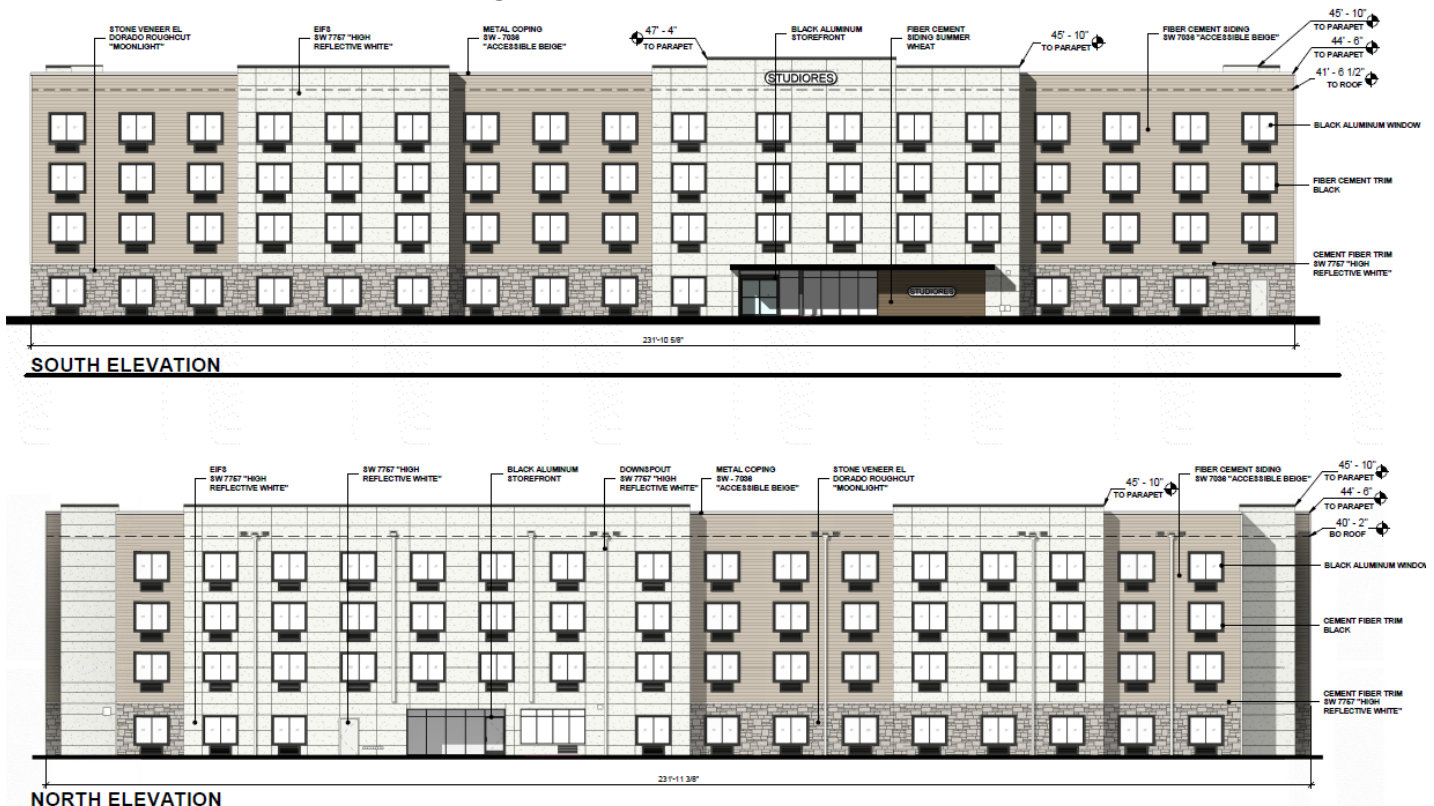 STONE VENEER EL
DORADO ROUGHCUT
"MOONLIGHT"
EIFS
SW 7757 "HIGH
REFLECTIVE WHITE"
METAL COPING
SW - 7036
"ACCESSIBLE BEIGE"
47' - 4"
TO PARAPET
BLACK ALUMINUM
STOREFRONT
FIBER CEMENT
SIDING SUMMER
WHEAT
45' - 10"
TO PARAPET
FIBER CEMENT SIDING
SW 7036 "ACCESSIBLE BEIGE"
45' - 10"
TO PARAPET
44' - 6"
TO PARAPET
41' - 6 1/2"
TO ROOF
STUDIORES
BLACK ALUMINUM WINDOW
FIBER CEMENT TRIM
BLACK
CEMENT FIBER TRIM
SW 7757 "HIGH
REFLECTIVE WHITE"
STUDIORES
231'-10 5/8"
SOUTH ELEVATION
EIFS
SW 7757 "HIGH
REFLECTIVE WHITE"
SW 7757 "HIGH
REFLECTIVE WHITE"
BLACK ALUMINUM
STOREFRONT
DOWNSPOUT
SW 7757 "HIGH
REFLECTIVE WHITE"
METAL COPING
SW - 7036
"ACCESSIBLE BEIGE"
STONE VENEER EL
DORADO ROUGHCUT
"MOONLIGHT"
45' - 10"
TO PARAPET
FIBER CEMENT SIDING
SW 7036 "ACCESSIBLE BEIGE"
45' - 10"
TO PARAPET
44' - 6"
TO PARAPET
40' - 2"
BO ROOF
BLACK ALUMINUM WINDOW
CEMENT FIBER TRIM
BLACK
CEMENT FIBER TRIM
SW 7757 "HIGH
REFLECTIVE WHITE"
231'-11 3/8"
NORTH ELEVATION